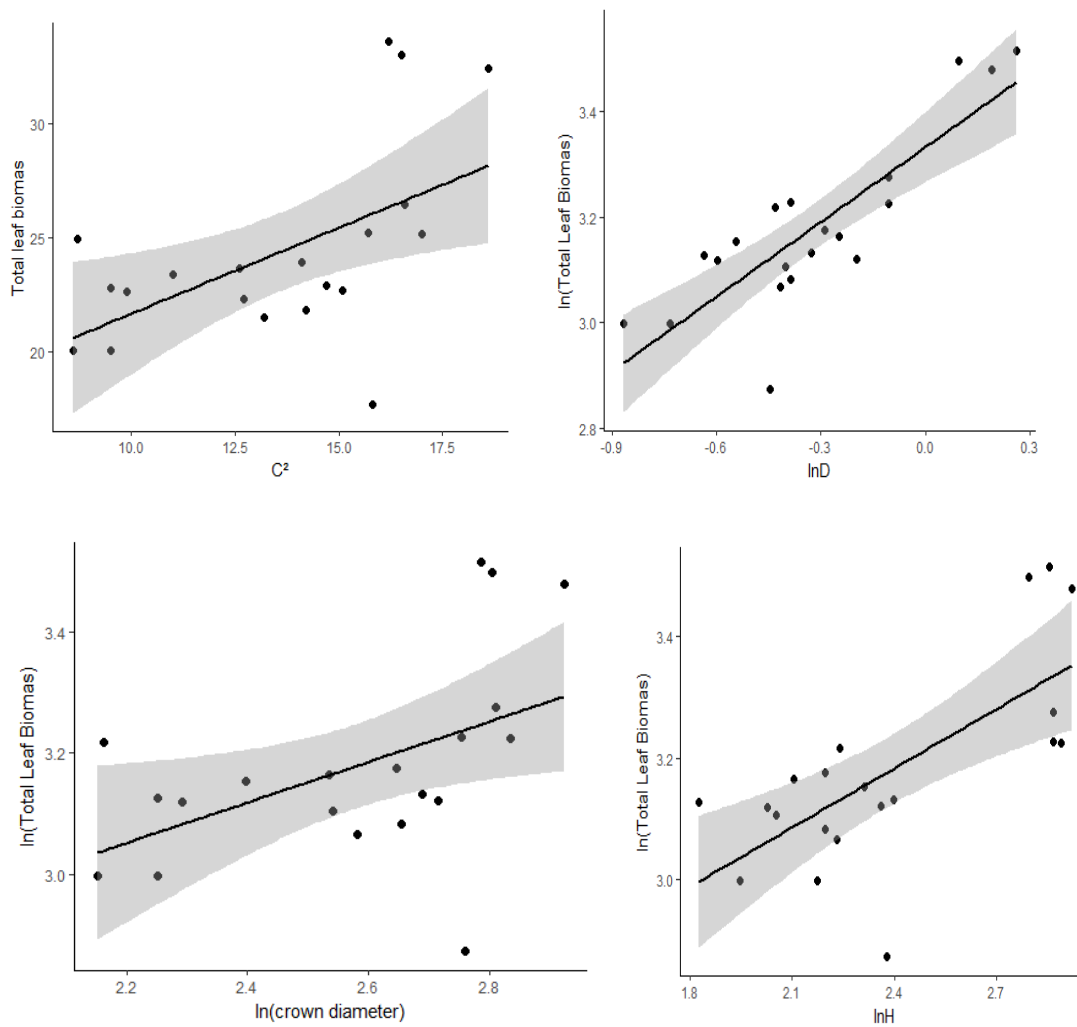 Total leaf biomas
30
25
20
10.0 12.5 15.0 17.5
C²
ln(Total Leaf Biomas)
3.4
3.2
3.0
2.8
-0.9 -0.6 -0.3 0.0 0.3
lnD
ln(Total Leaf Biomas)
3.4
3.2
3.0
2.2 2.4 2.6 2.8
ln(crown diameter)
ln(Total Leaf Biomas)
3.4
3.2
3.0
1.8 2.1 2.4 2.7
lnH